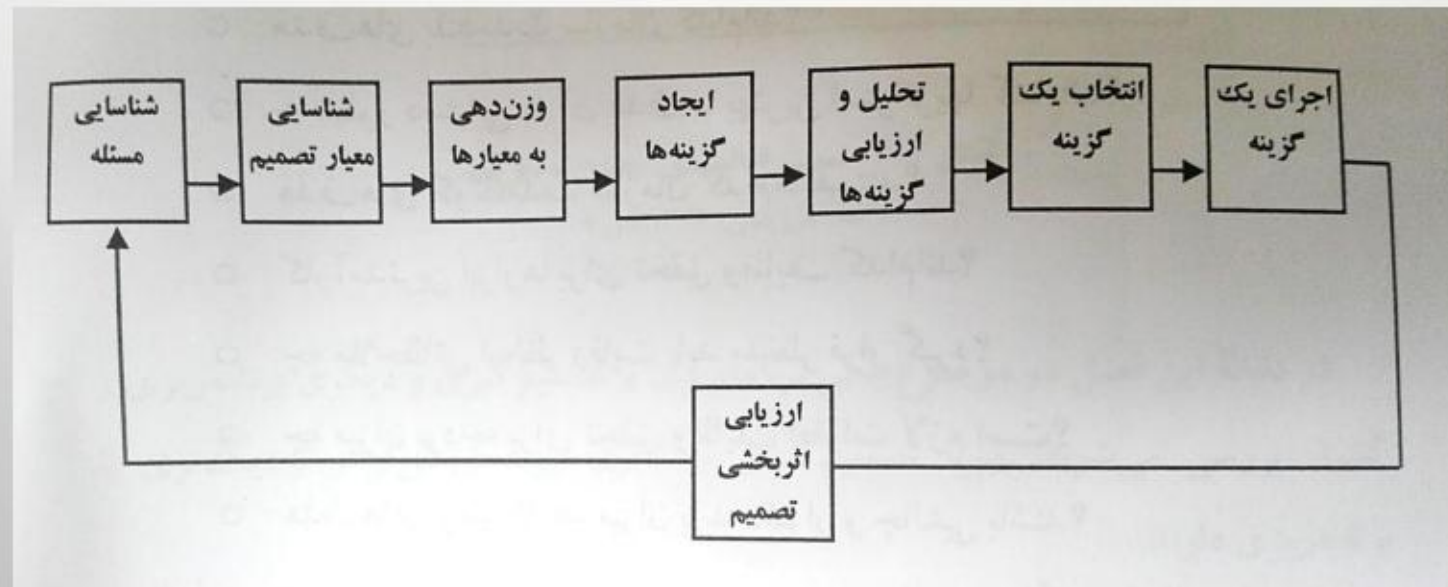 شناسایی
مسئله
شناسایی
معیار تصمیم
وزن‌دهی
به معیارها
ایجاد
گزینه‌ها
تحلیل و
ارزیابی
گزینه‌ها
انتخاب یک
گزینه
اجرای یک
گزینه
ارزیابی
اثربخشی
تصمیم